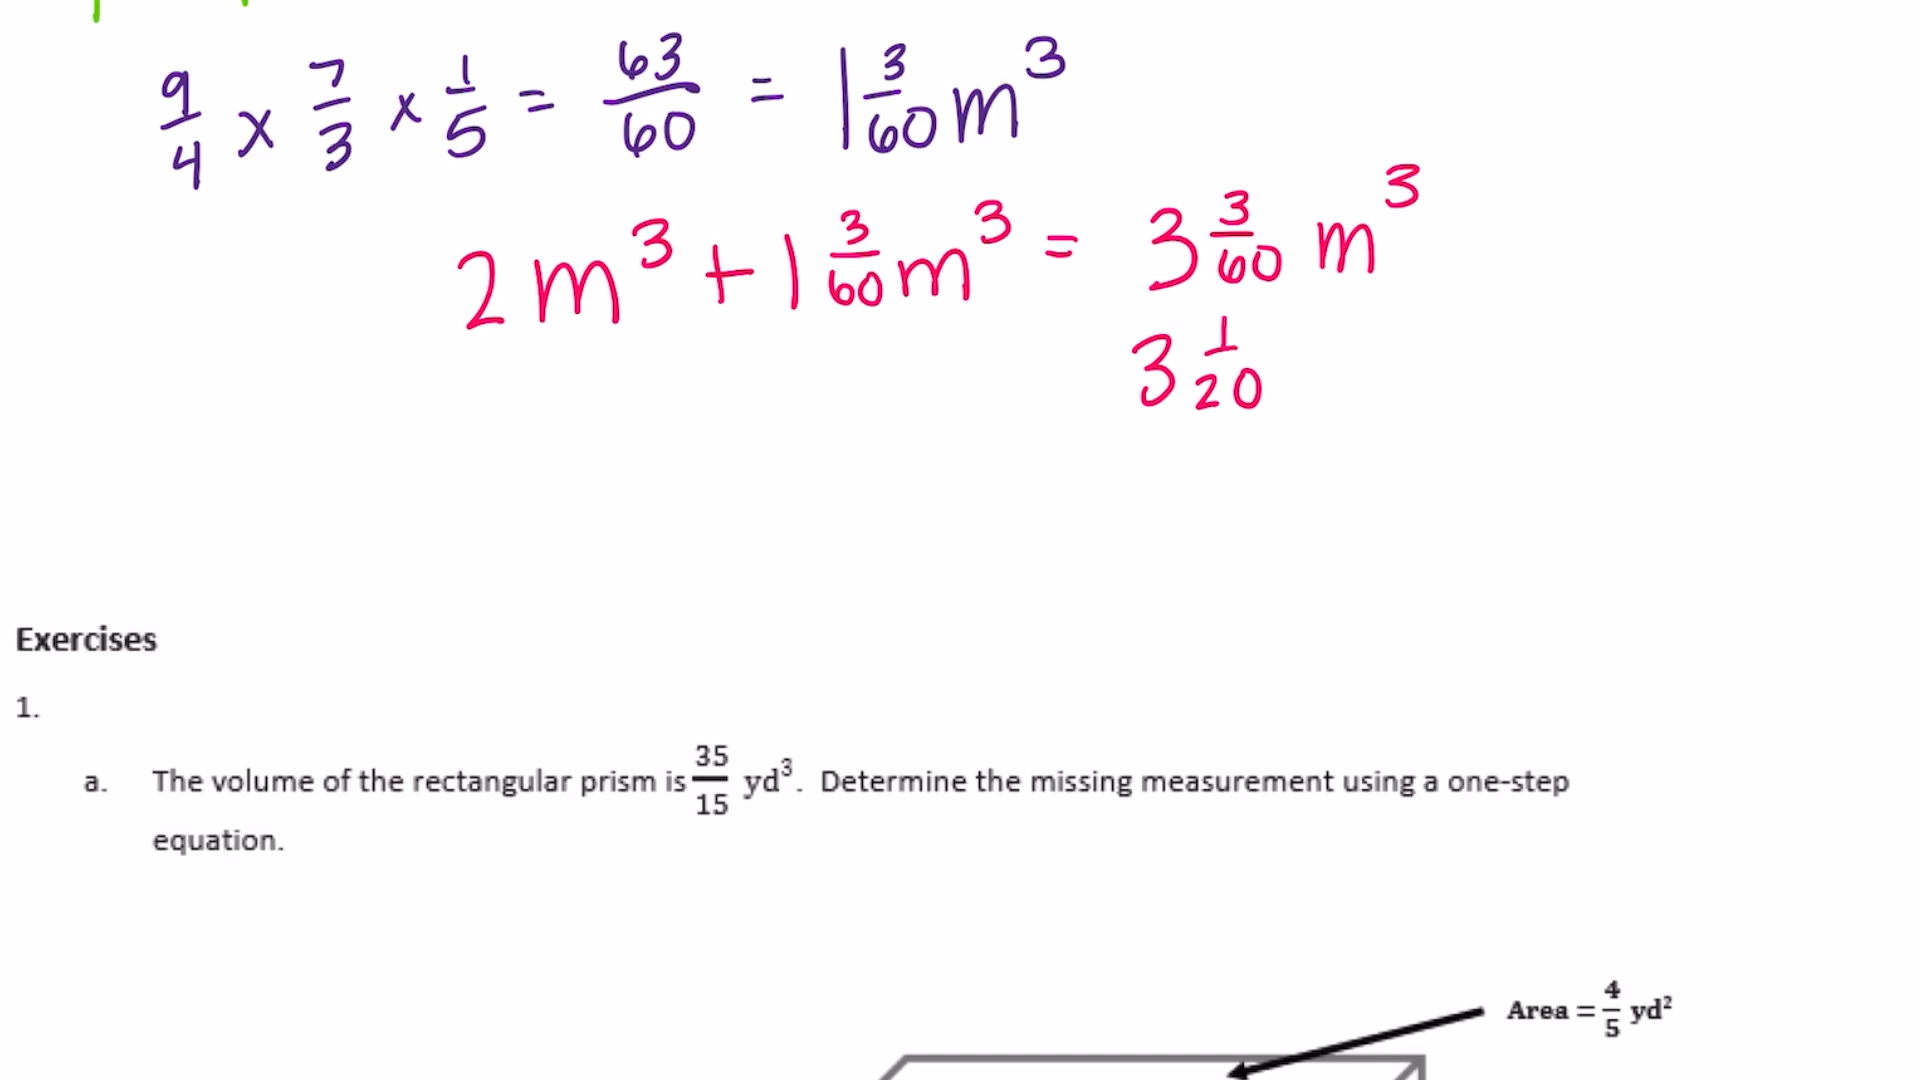 9/4 x 7/3 x 1/5 = 63/60 = 1 3/60 m³
2 m³ + 1 3/60 m³ = 3 3/60 m³
3 1/20
Exercises
1.
a. The volume of the rectangular prism is 35/15 yd³. Determine the missing measurement using a one-step
equation.
Area = 4/5 yd²